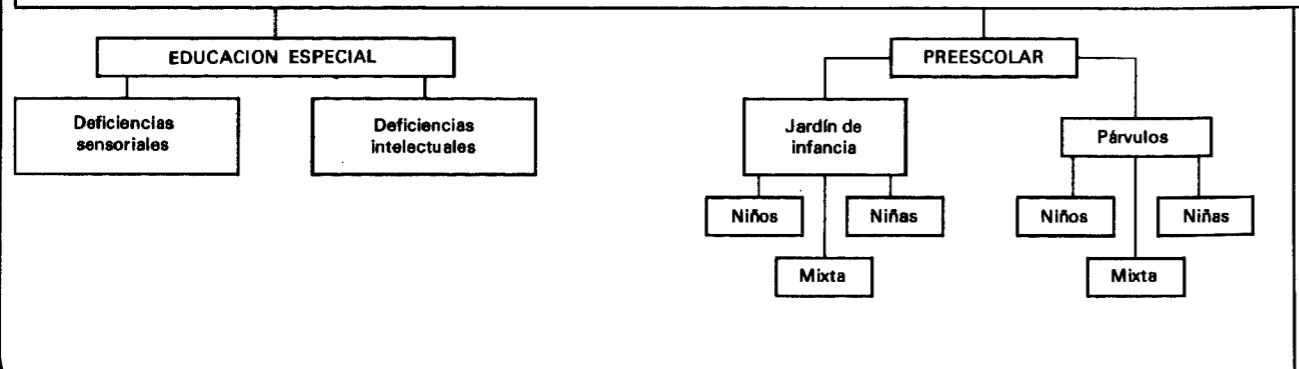 EDUCACION ESPECIAL
Deficiencias
sensoriales
Deficiencias
intelectuales
PREESCOLAR
Jardín de
infancia
Niños
Niñas
Mixta
Párvulos
Niños
Niñas
Mixta